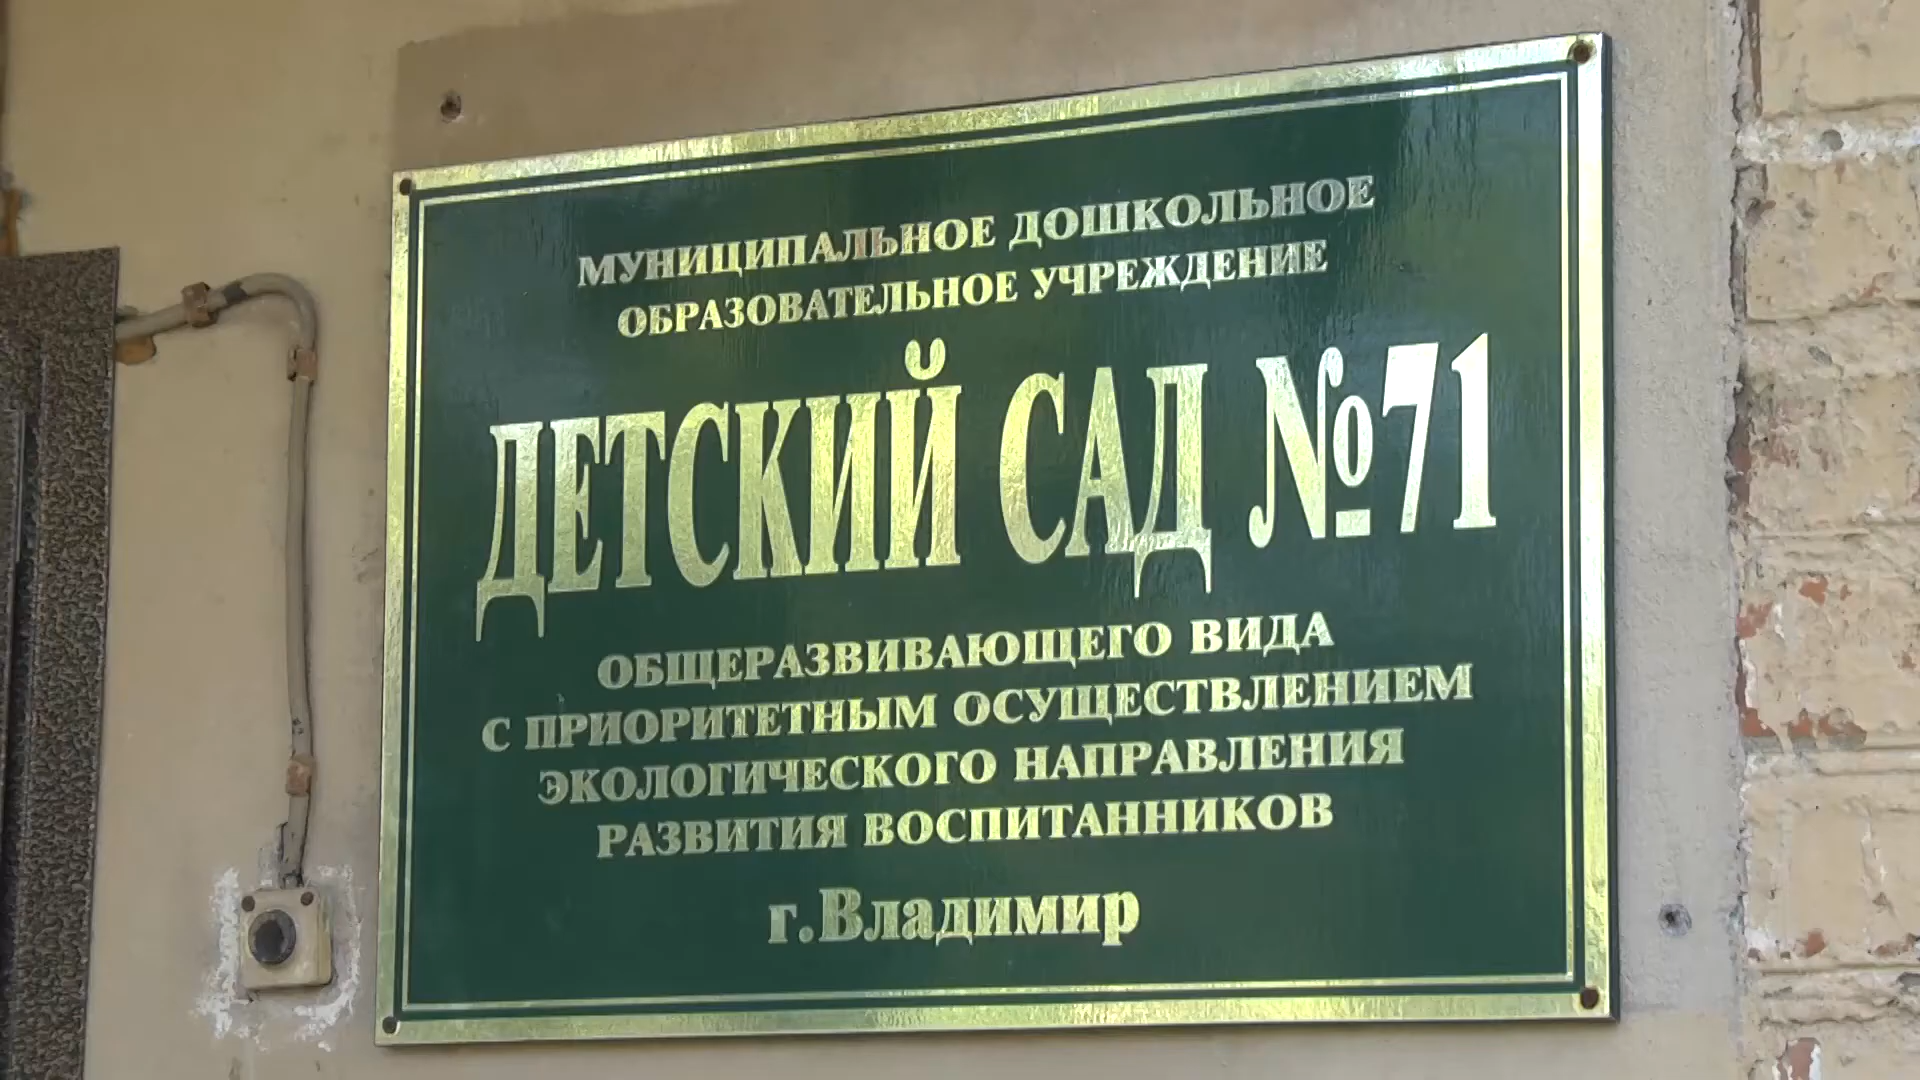 МУНИЦИПАЛЬНОЕ ДОШКОЛЬНОЕ
ОБРАЗОВАТЕЛЬНОЕ УЧРЕЖДЕНИЕ
ДЕТСКИЙ САД №71
ОБЩЕРАЗВИВАЮЩЕГО ВИДА
С ПРИОРИТЕТНЫМ ОСУЩЕСТВЛЕНИЕМ
ЭКОЛОГИЧЕСКОГО НАПРАВЛЕНИЯ
РАЗВИТИЯ ВОСПИТАННИКОВ
г.Владимир